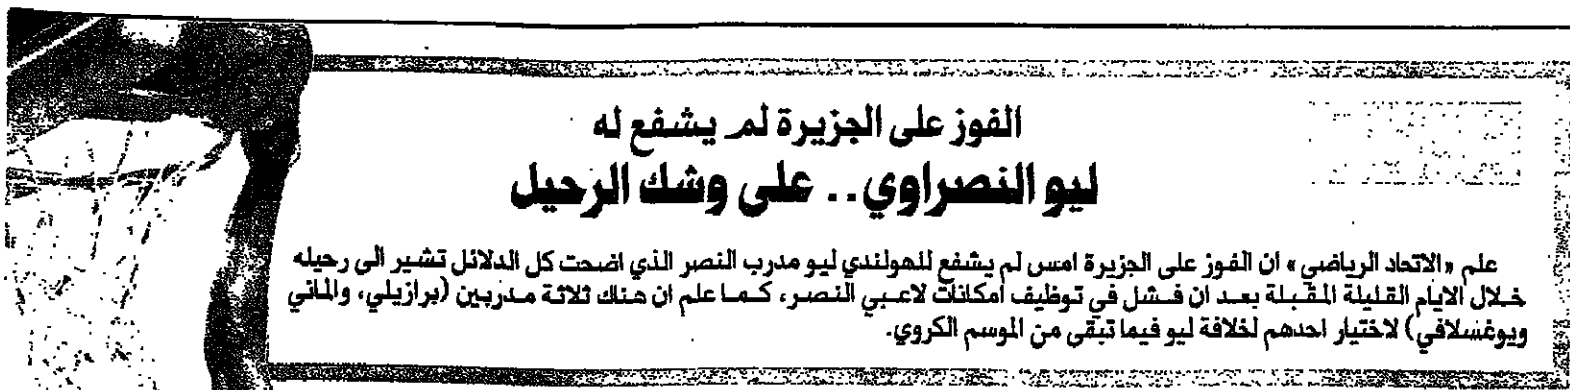 الفوز على الجزيرة لم يشفع له
ليو النصراوي.. على وشك الرحيل
علم «الاتحاد الرياضي» ان الفوز على الجزيرة امس لم يشفع للهولندي ليو مدرب النصر الذي اضحت كل الدلائل تشير الى رحيله
خلال الايام القليلة المقبلة بعد ان فشل في توظيف امكانات لاعبي النصر، كما علم ان هناك ثلاثة مدربين (برازيلي، والماني
ويوغسلافي) لاختيار احدهم لخلافة ليو فيما تبقى من الموسم الكروي.